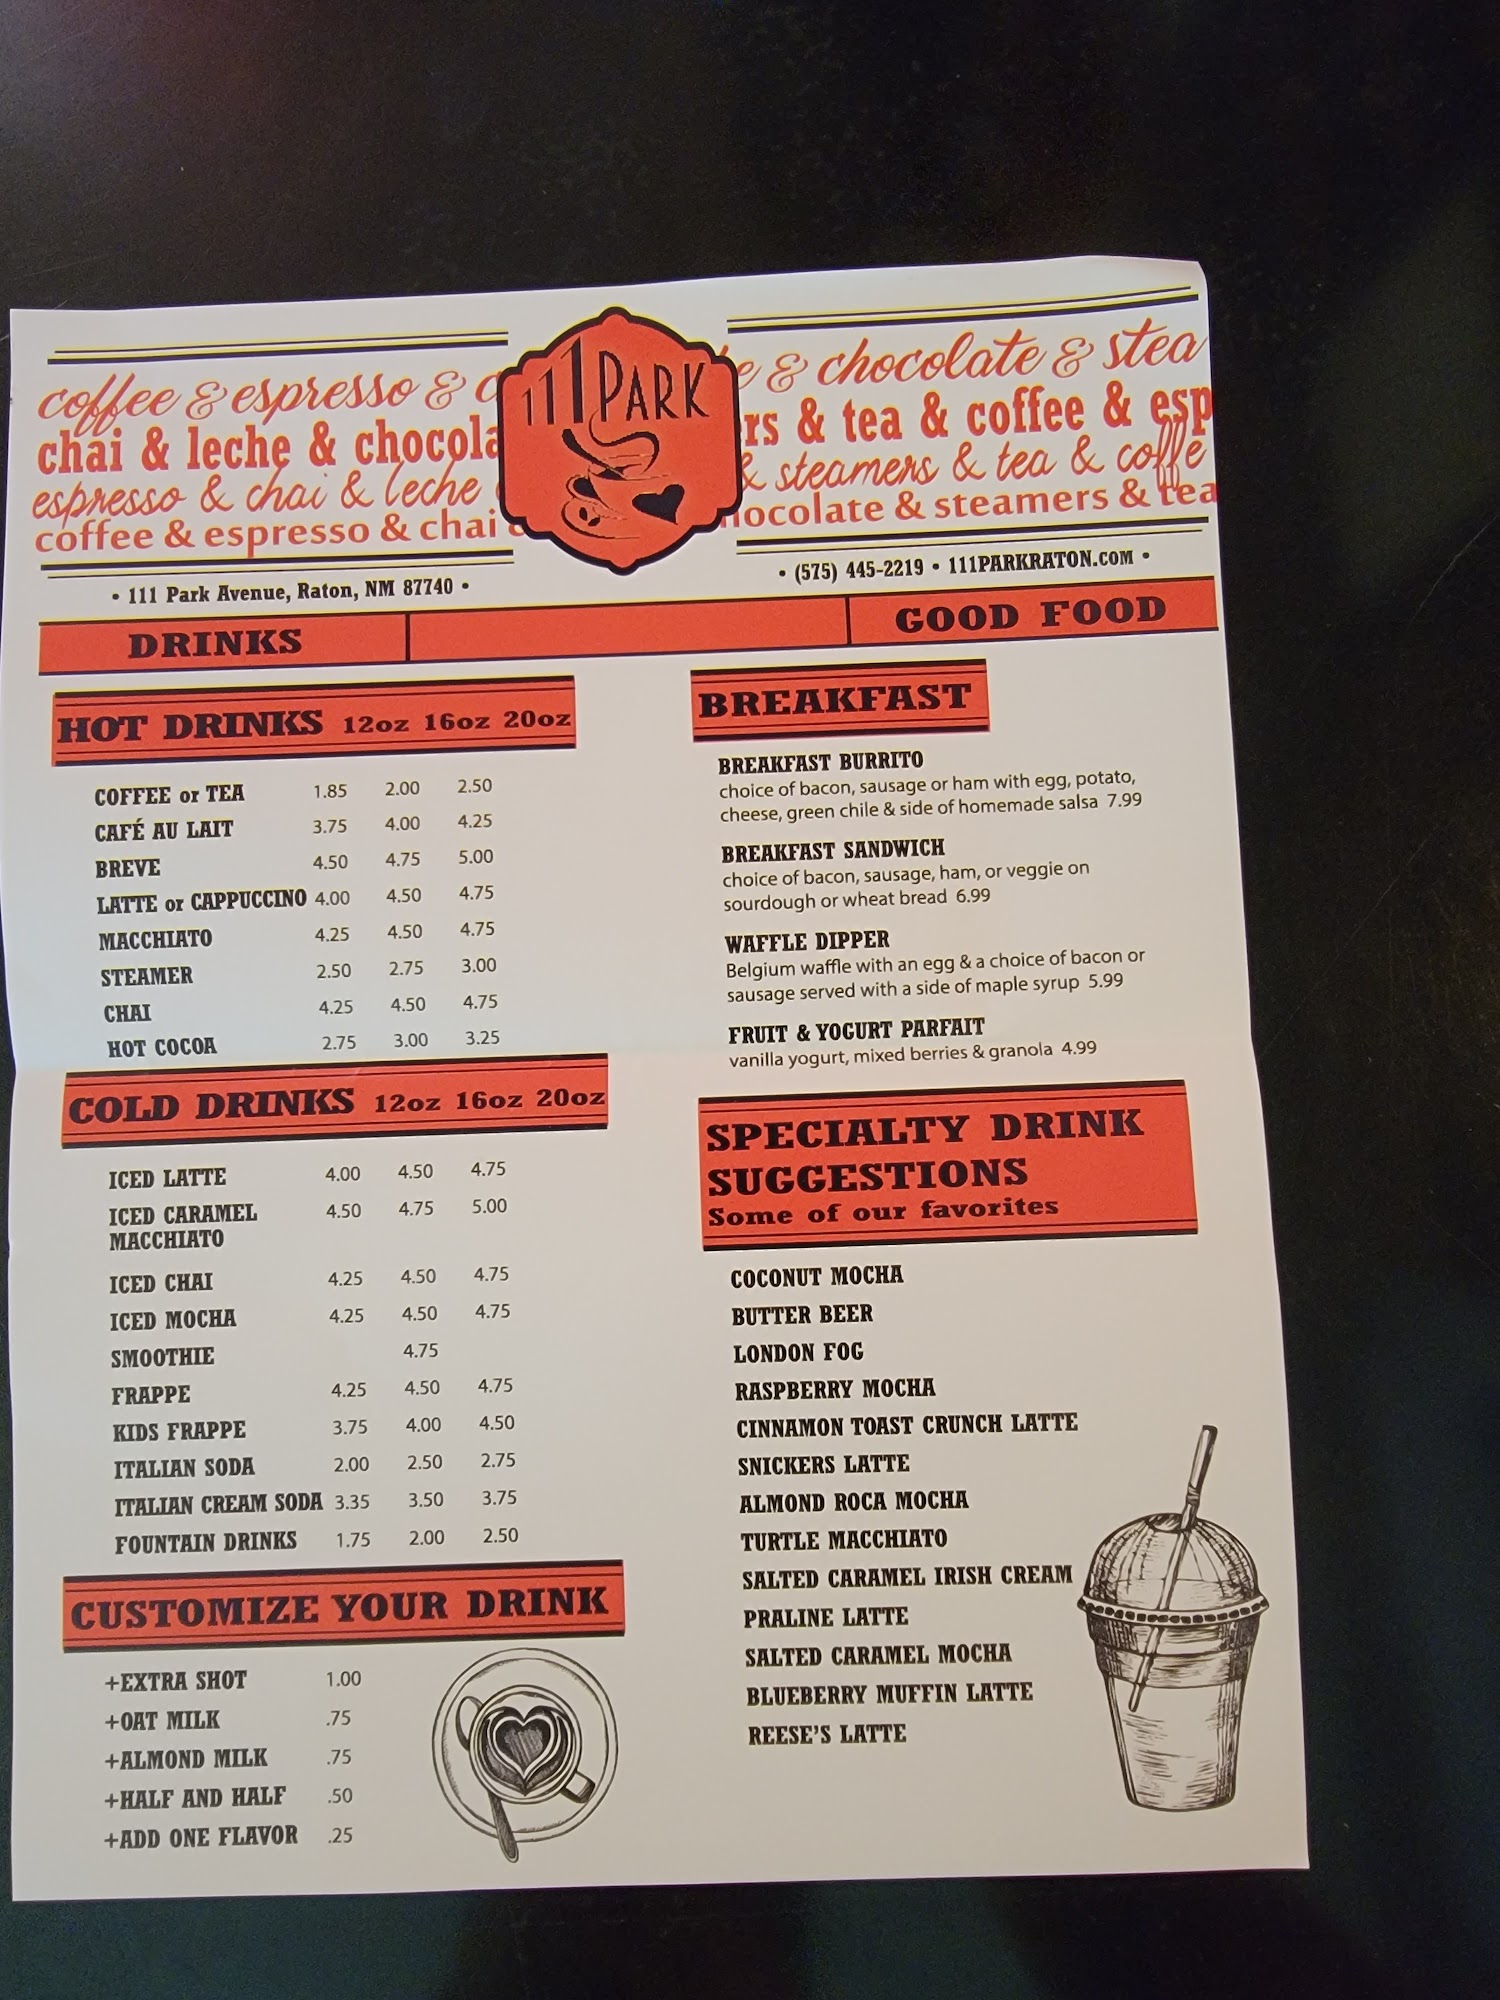 coffee & espresso & c
chai & leche & chocola
espresso & chai & leche
coffee & espresso & chai
111 PARK
e & chocolate & stea
rs & tea & coffee & esp
& steamers & tea & coffe
hocolate & steamers & tea
• 111 Park Avenue, Raton, NM 87740 •
• (575) 445-2219 • 111PARKRATON.COM •
DRINKS
GOOD FOOD
HOT DRINKS 12oz 16oz 20oz
COFFEE or TEA 1.85 2.00 2.50
CAFÉ AU LAIT 3.75 4.00 4.25
BREVE 4.50 4.75 5.00
LATTE or CAPPUCCINO 4.00 4.50 4.75
MACCHIATO 4.25 4.50 4.75
STEAMER 2.50 2.75 3.00
CHAI 4.25 4.50 4.75
HOT COCOA 2.75 3.00 3.25
COLD DRINKS 12oz 16oz 20oz
ICED LATTE 4.00 4.50 4.75
ICED CARAMEL 4.50 4.75 5.00
MACCHIATO
ICED CHAI 4.25 4.50 4.75
ICED MOCHA 4.25 4.50 4.75
SMOOTHIE 4.75
FRAPPE 4.25 4.50 4.75
KIDS FRAPPE 3.75 4.00 4.50
ITALIAN SODA 2.00 2.50 2.75
ITALIAN CREAM SODA 3.35 3.50 3.75
FOUNTAIN DRINKS 1.75 2.00 2.50
CUSTOMIZE YOUR DRINK
+EXTRA SHOT 1.00
+OAT MILK .75
+ALMOND MILK .75
+HALF AND HALF .50
+ADD ONE FLAVOR .25
BREAKFAST
BREAKFAST BURRITO
choice of bacon, sausage or ham with egg, potato,
cheese, green chile & side of homemade salsa 7.99
BREAKFAST SANDWICH
choice of bacon, sausage, ham, or veggie on
sourdough or wheat bread 6.99
WAFFLE DIPPER
Belgium waffle with an egg & a choice of bacon or
sausage served with a side of maple syrup 5.99
FRUIT & YOGURT PARFAIT
vanilla yogurt, mixed berries & granola 4.99
SPECIALTY DRINK
SUGGESTIONS
Some of our favorites
COCONUT MOCHA
BUTTER BEER
LONDON FOG
RASPBERRY MOCHA
CINNAMON TOAST CRUNCH LATTE
SNICKERS LATTE
ALMOND ROCA MOCHA
TURTLE MACCHIATO
SALTED CARAMEL IRISH CREAM
PRALINE LATTE
SALTED CARAMEL MOCHA
BLUEBERRY MUFFIN LATTE
REESE'S LATTE